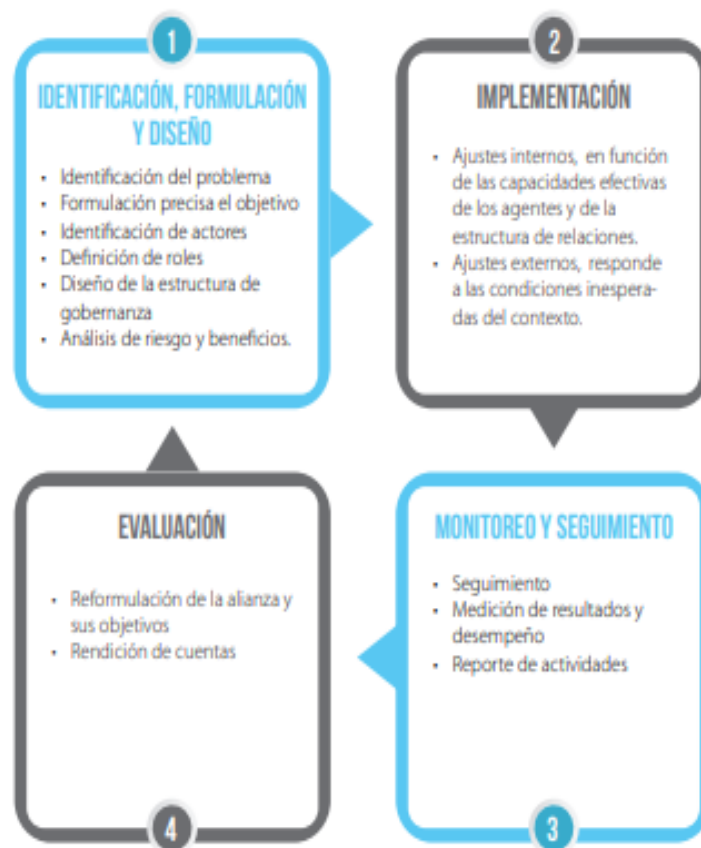 1
IDENTIFICACIÓN, FORMULACIÓN
Y DISEÑO
• Identificación del problema
• Formulación precisa el objetivo
• Identificación de actores
• Definición de roles
• Diseño de la estructura de
gobernanza
• Análisis de riesgo y beneficios.
2
IMPLEMENTACIÓN
• Ajustes internos, en función
de las capacidades efectivas
de los agentes y de la
estructura de relaciones.
• Ajustes externos, responde
a las condiciones inespera-
das del contexto.
MONITOREO Y SEGUIMIENTO
• Seguimiento
• Medición de resultados y
desempeño
• Reporte de actividades
3
EVALUACIÓN
• Reformulación de la alianza y
sus objetivos
• Rendición de cuentas
4